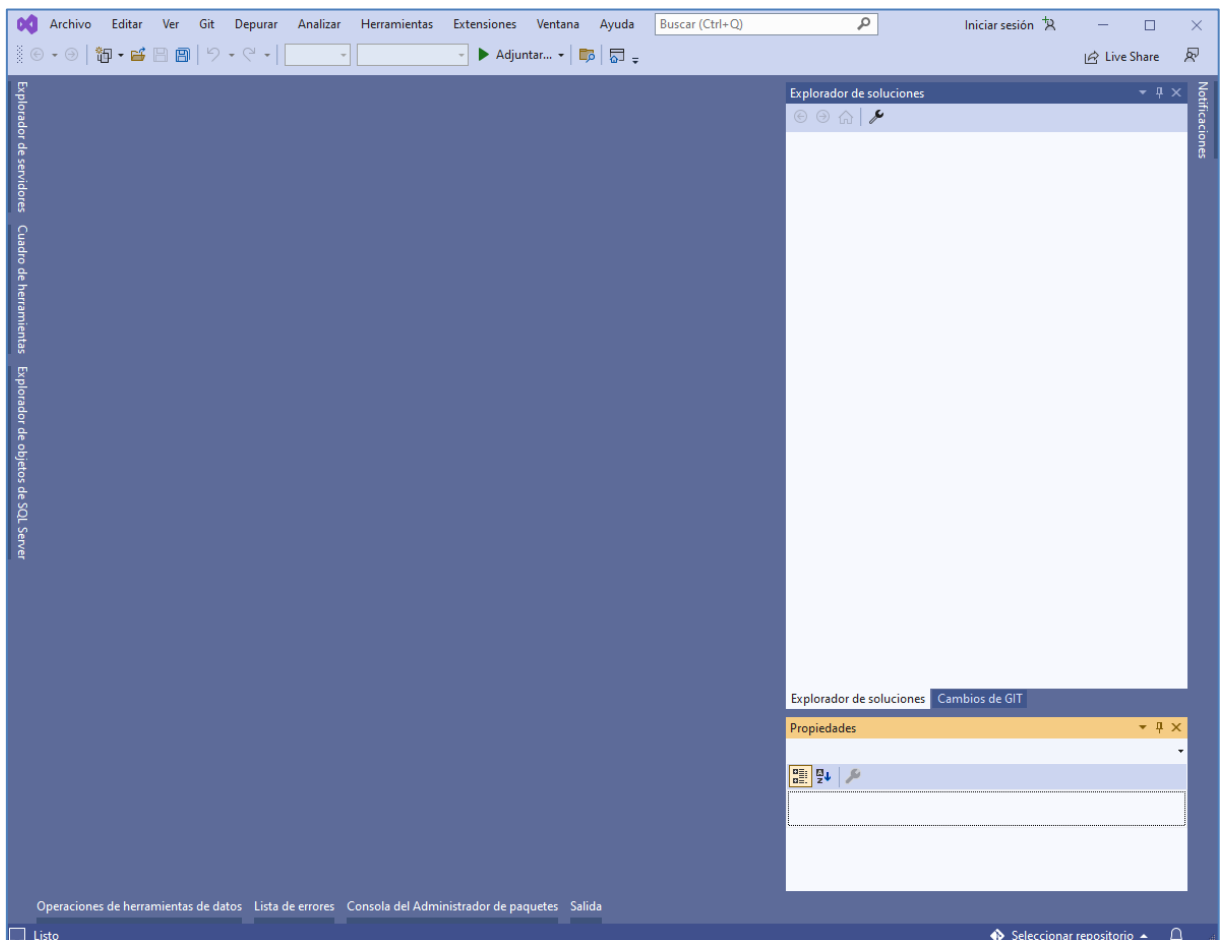 Archivo Editar Ver Git Depurar Analizar Herramientas Extensiones Ventana Ayuda Buscar (Ctrl+Q) Iniciar sesión
Adjuntar... Live Share
Explorador de servidores
Cuadro de herramientas
Explorador de objetos de SQL Server
Explorador de soluciones
Notificaciones
Explorador de soluciones Cambios de GIT
Propiedades
Operaciones de herramientas de datos Lista de errores Consola del Administrador de paquetes Salida
Listo Seleccionar repositorio